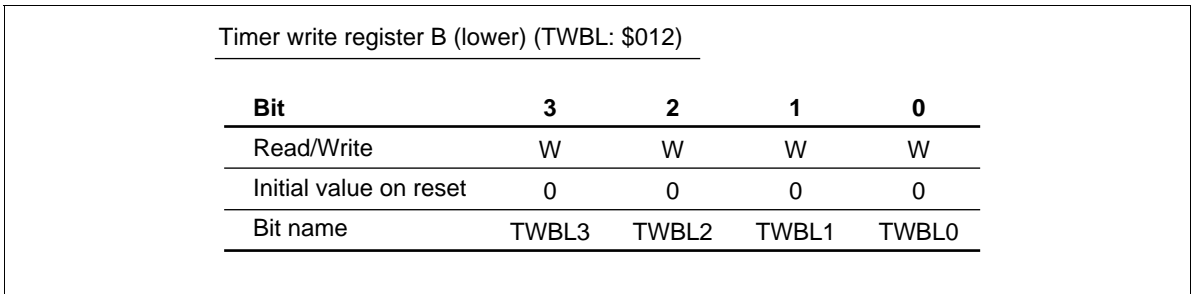 Timer write register B (lower) (TWBL: $012)
Bit 3 2 1 0
Read/Write W W W W
Initial value on reset 0 0 0 0
Bit name TWBL3 TWBL2 TWBL1 TWBL0